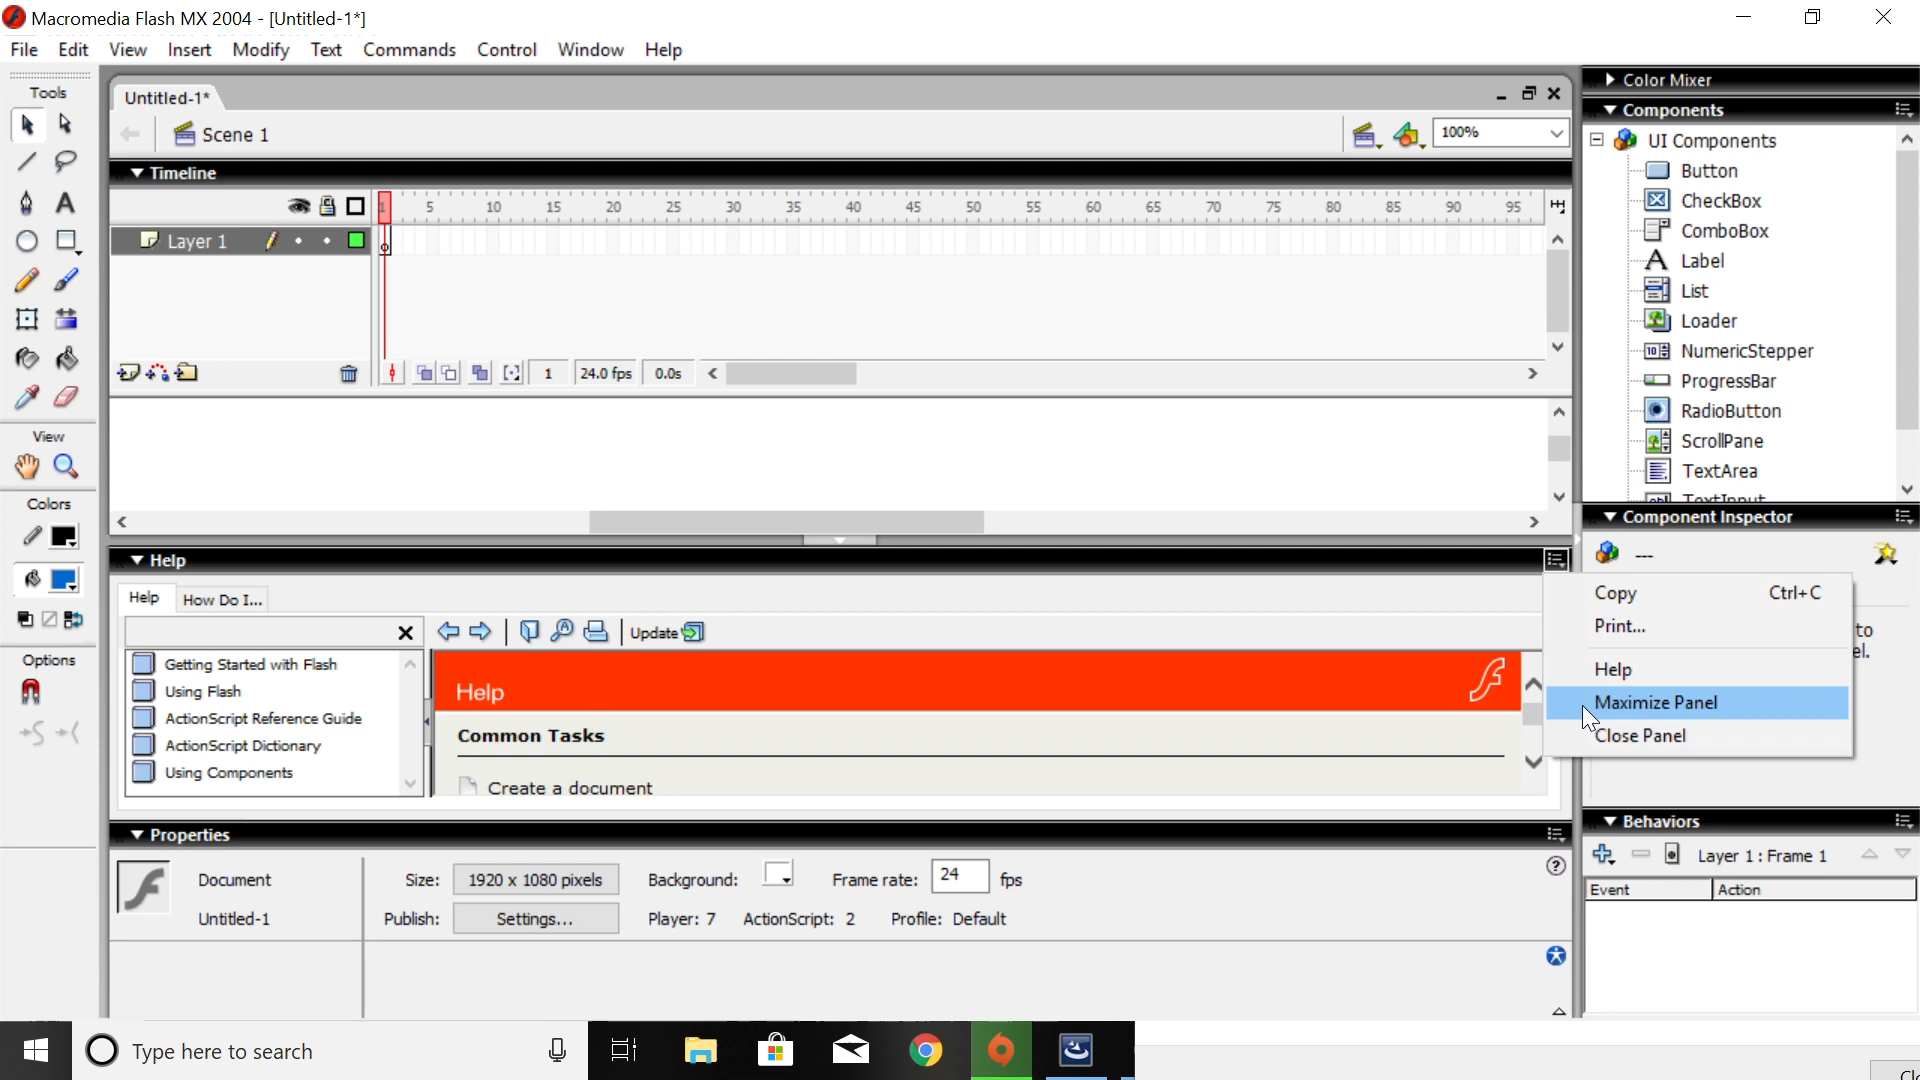 Macromedia Flash MX 2004 - [Untitled-1*]
File Edit View Insert Modify Text Commands Control Window Help
Tools
Untitled-1*
Scene 1
100%
Timeline
1 5 10 15 20 25 30 35 40 45 50 55 60 65 70 75 80 85 90 95
Layer 1
1 24.0 fps 0.0s
View
Colors
Options
Color Mixer
Components
UI Components
Button
CheckBox
ComboBox
Label
List
Loader
NumericStepper
ProgressBar
RadioButton
ScrollPane
TextArea
TextInput
Component Inspector
---
Help
Help How Do I...
Update
Getting Started with Flash
Using Flash
ActionScript Reference Guide
ActionScript Dictionary
Using Components
Help
Common Tasks
Create a document
Copy Ctrl+C
Print...
Help
Maximize Panel
Close Panel
to
el.
Properties
Document
Untitled-1
Size: 1920 x 1080 pixels Background: Frame rate: 24 fps
Publish: Settings... Player: 7 ActionScript: 2 Profile: Default
Behaviors
Layer 1 : Frame 1
Event Action
Type here to search